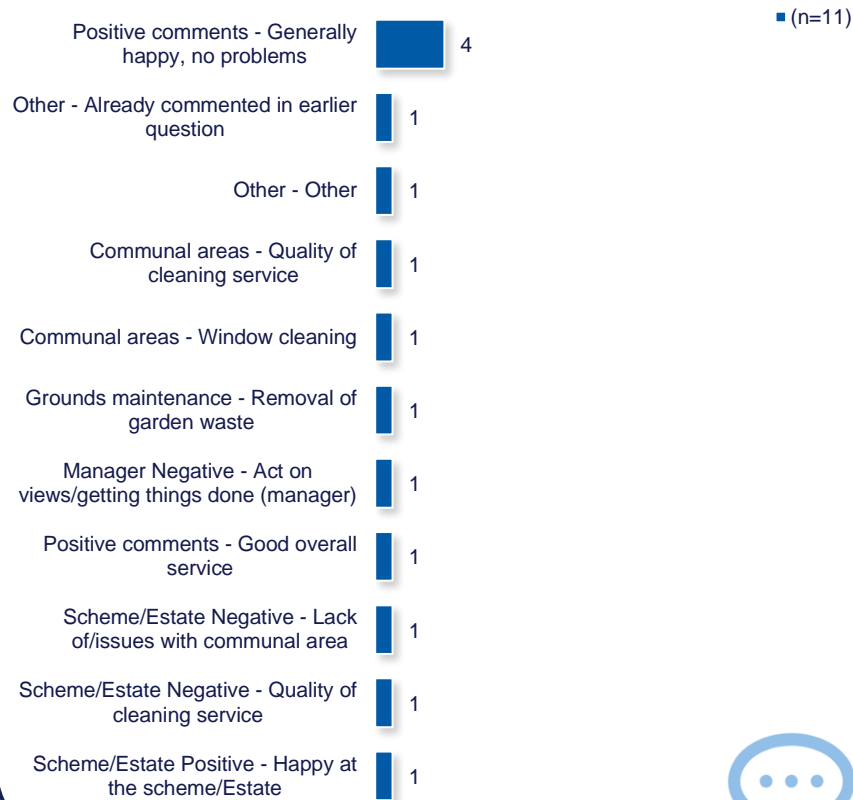 (n=11)
Positive comments - Generally
happy, no problems
4
Other - Already commented in earlier
question
1
Other - Other
1
Communal areas - Quality of
cleaning service
1
Communal areas - Window cleaning
1
Grounds maintenance - Removal of
garden waste
1
Manager Negative - Act on
views/getting things done (manager)
1
Positive comments - Good overall
service
1
Scheme/Estate Negative - Lack
of/issues with communal area
1
Scheme/Estate Negative - Quality of
cleaning service
1
Scheme/Estate Positive - Happy at
the scheme/Estate
1